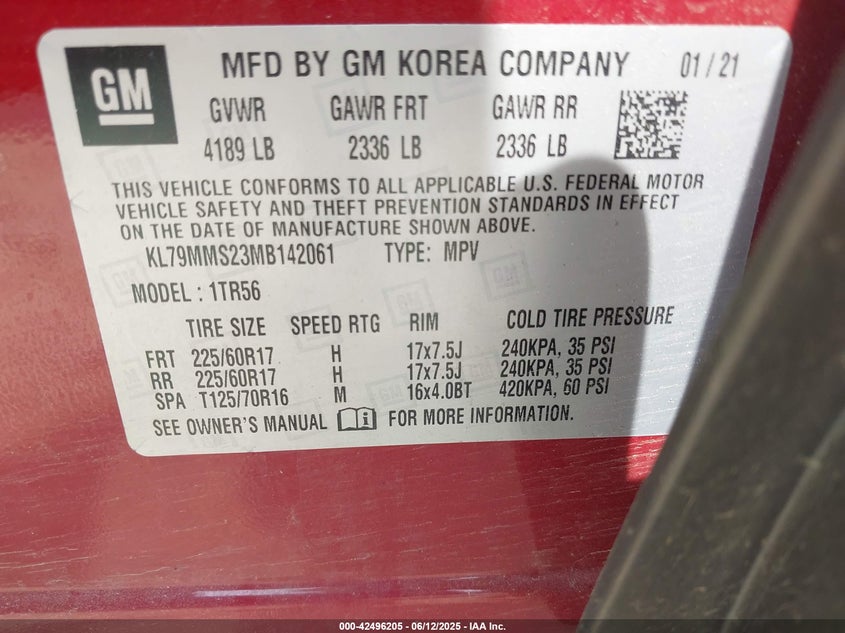 GM
MFD BY GM KOREA COMPANY 01/21
GVWR GAWR FRT GAWR RR
4189 LB 2336 LB 2336 LB
THIS VEHICLE CONFORMS TO ALL APPLICABLE U.S. FEDERAL MOTOR
VEHICLE SAFETY AND THEFT PREVENTION STANDARDS IN EFFECT
ON THE DATE OF MANUFACTURE SHOWN ABOVE.
KL79MMS23MB142061 TYPE: MPV
MODEL : 1TR56
TIRE SIZE SPEED RTG RIM COLD TIRE PRESSURE
FRT 225/60R17 H 17x7.5J 240KPA, 35 PSI
RR 225/60R17 H 17x7.5J 240KPA, 35 PSI
SPA T125/70R16 M 16x4.0BT 420KPA, 60 PSI
SEE OWNER'S MANUAL FOR MORE INFORMATION.
000-42496205 - 06/12/2025 - IAA Inc.